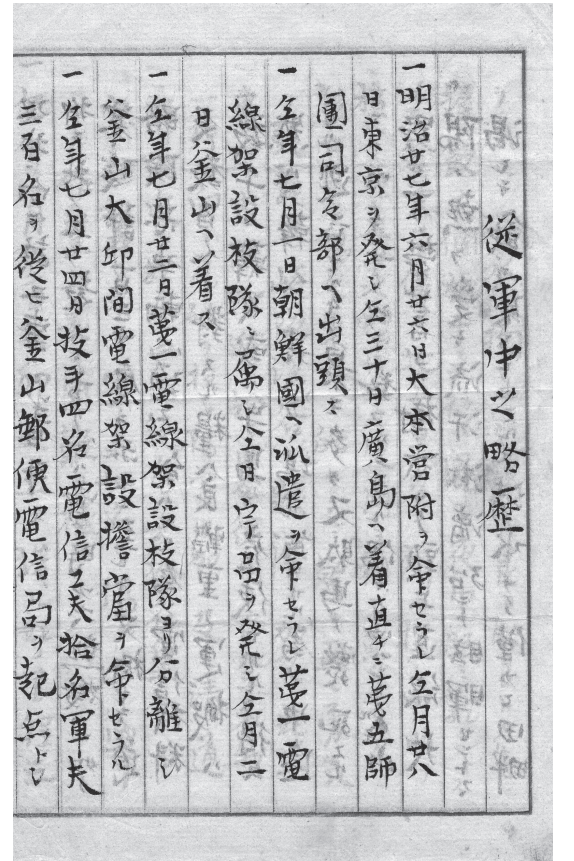 従軍中之略歴
一明治廿七年六月廿六日大本営附ヲ命セラレ仝月廿八
日東京ヲ発シ仝三十日廣島ヘ着直チニ第五師
團司令部ヘ出頭ス
一仝年七月一日朝鮮國ヘ派遣ヲ命セラレ第一電
線架設枝隊ニ属シ仝日宇品ヲ発シ仝月二
日釜山ヘ着ス
一仝年七月廿二日第一電線架設枝隊ヨリ分離シ
釜山大邱間電線架設擔當ヲ命セラル
一仝年七月廿四日技手四名電信工夫拾名軍夫
三百名ヲ従ヒ釜山郵便電信局ヲ起点トシ